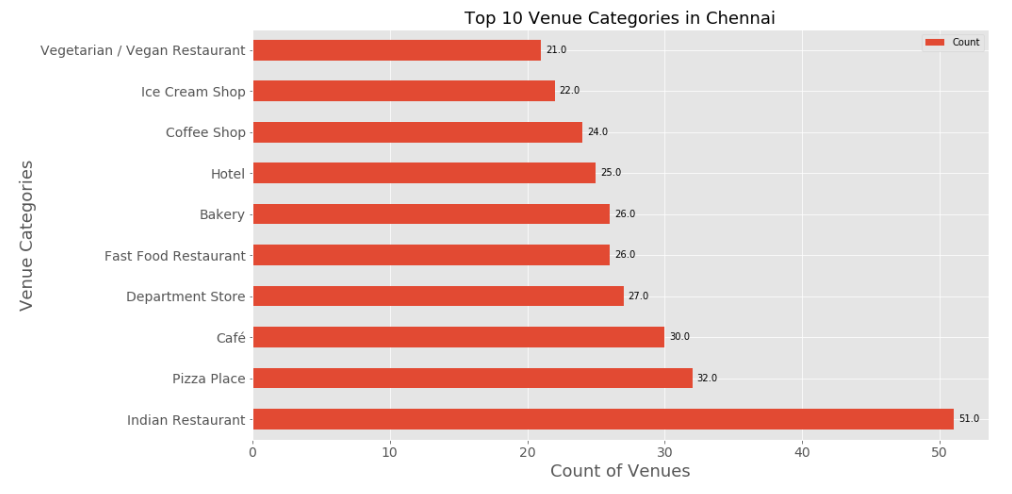 Top 10 Venue Categories in Chennai
Count
Venue Categories
Vegetarian / Vegan Restaurant 21.0
Ice Cream Shop 22.0
Coffee Shop 24.0
Hotel 25.0
Bakery 26.0
Fast Food Restaurant 26.0
Department Store 27.0
Café 30.0
Pizza Place 32.0
Indian Restaurant 51.0
0 10 20 30 40 50
Count of Venues